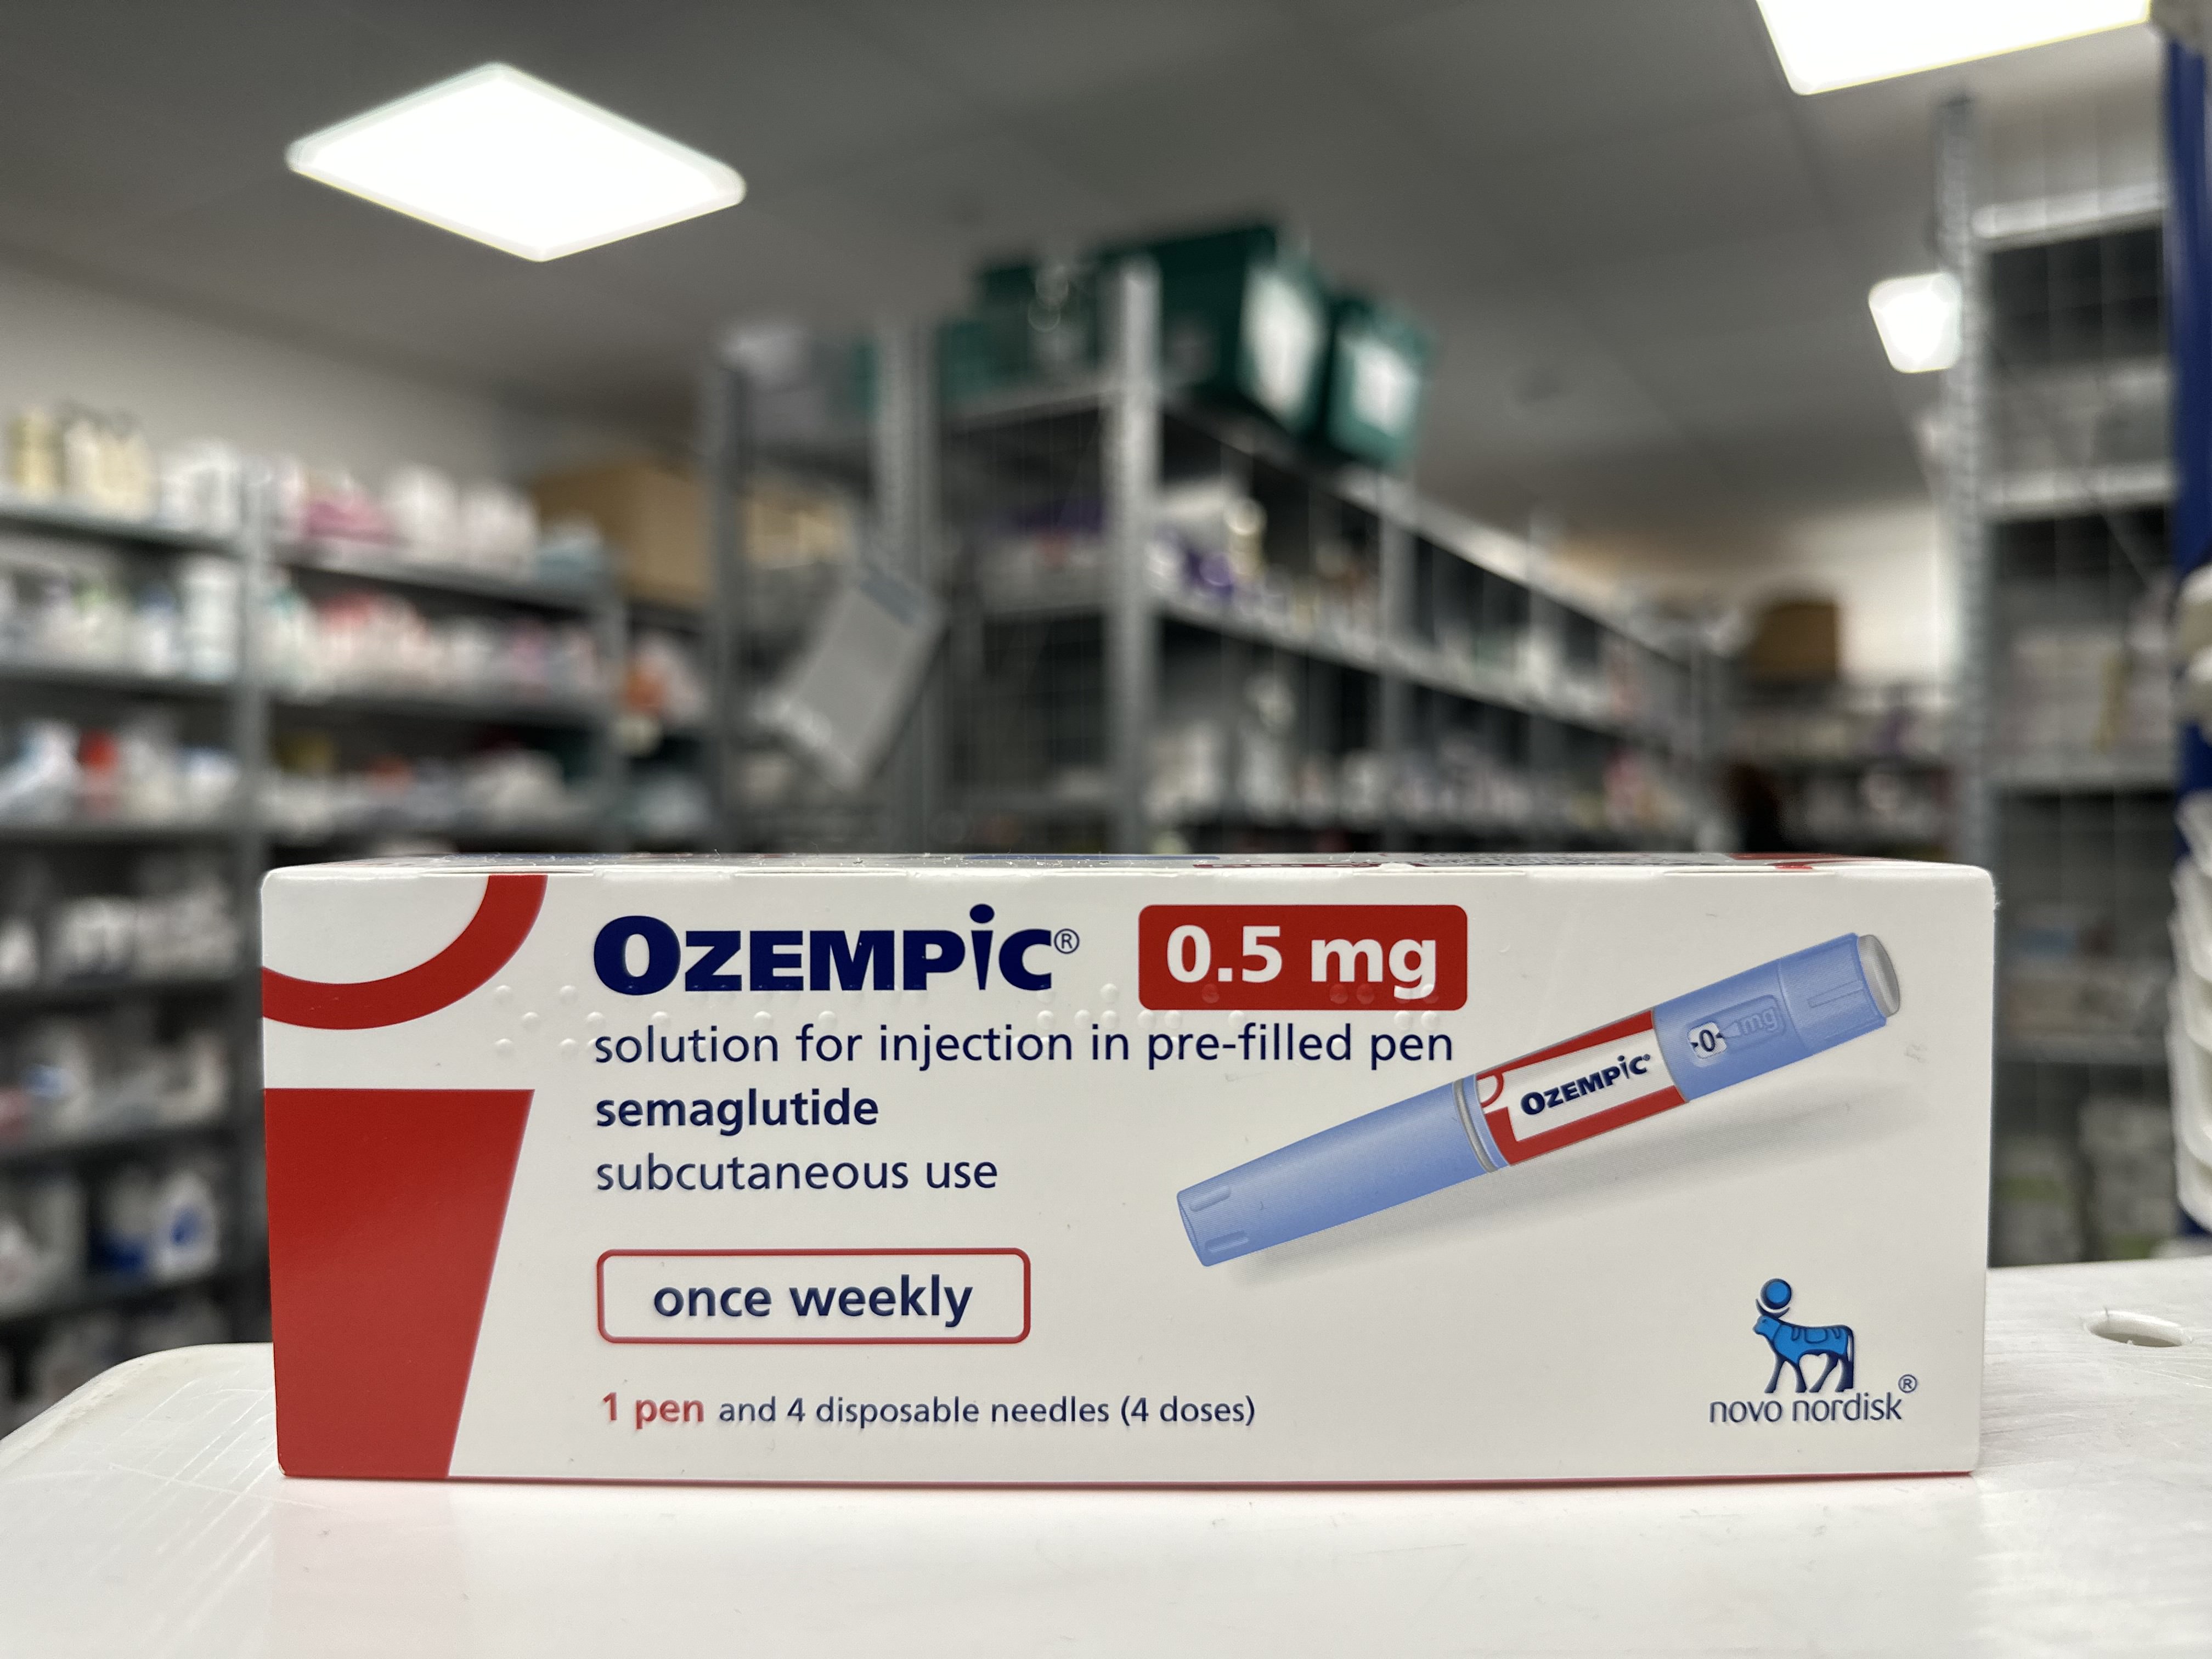 OZEMPIC® 0.5 mg
solution for injection in pre-filled pen
semaglutide
subcutaneous use
once weekly
1 pen and 4 disposable needles (4 doses)
OZEMPIC®
0 mg
novo nordisk®